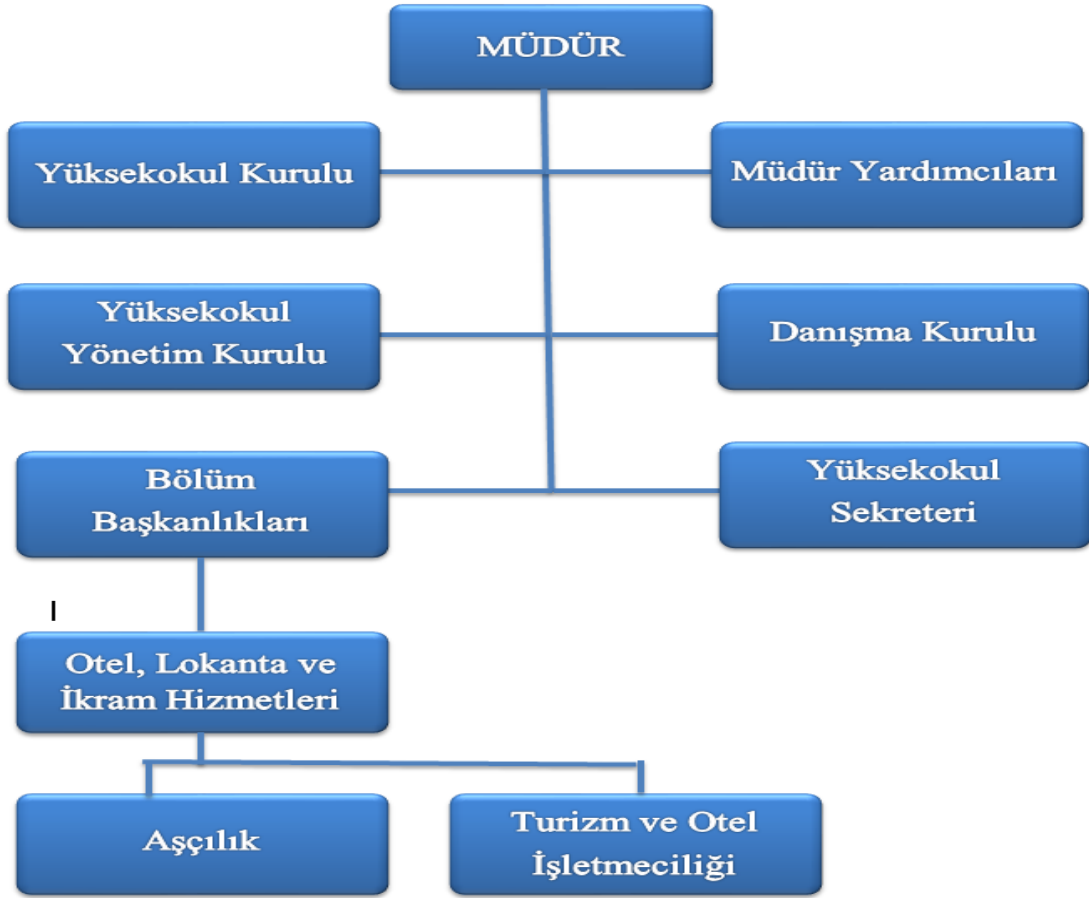 MÜDÜR
Yüksekokul Kurulu
Müdür Yardımcıları
Yüksekokul
Yönetim Kurulu
Danışma Kurulu
Bölüm
Başkanlıkları
Yüksekokul
Sekreteri
I
Otel, Lokanta ve
İkram Hizmetleri
Aşçılık
Turizm ve Otel
İşletmeciliği